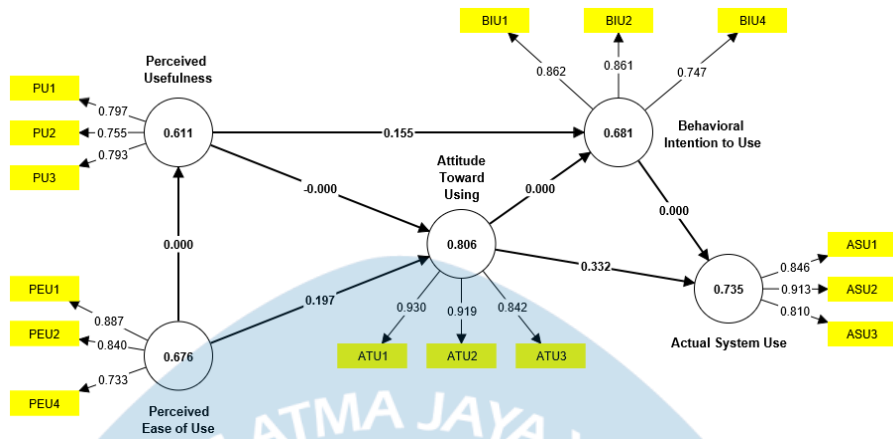 BIU1
BIU2
BIU4
Perceived
Usefulness
PU1
PU2
PU3
0.797
0.755
0.793
0.611
0.862
0.861
0.747
0.681
Behavioral
Intention to Use
0.155
Attitude
Toward
Using
-0.000
0.000
0.000
0.000
0.806
0.332
0.197
PEU1
PEU2
PEU4
0.887
0.840
0.733
0.676
Perceived
Ease of Use
0.930
0.919
0.842
ATU1
ATU2
ATU3
0.735
Actual System Use
0.846
0.913
0.810
ASU1
ASU2
ASU3
ATMA JAYA